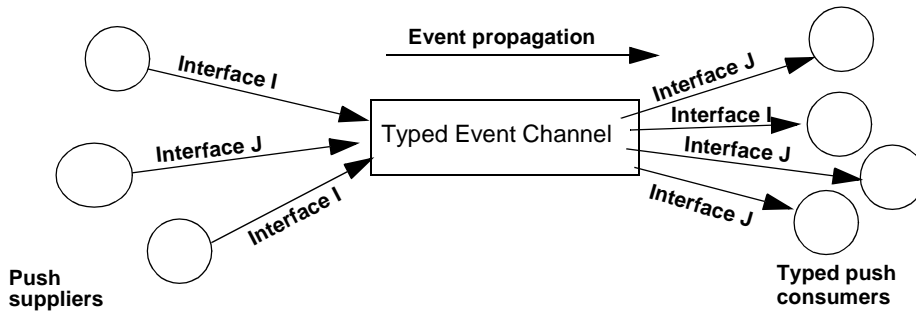 Event propagation
Interface I
Interface J
Interface I
Typed Event Channel
Interface J
Interface I
Interface J
Interface J
Push
suppliers
Typed push
consumers